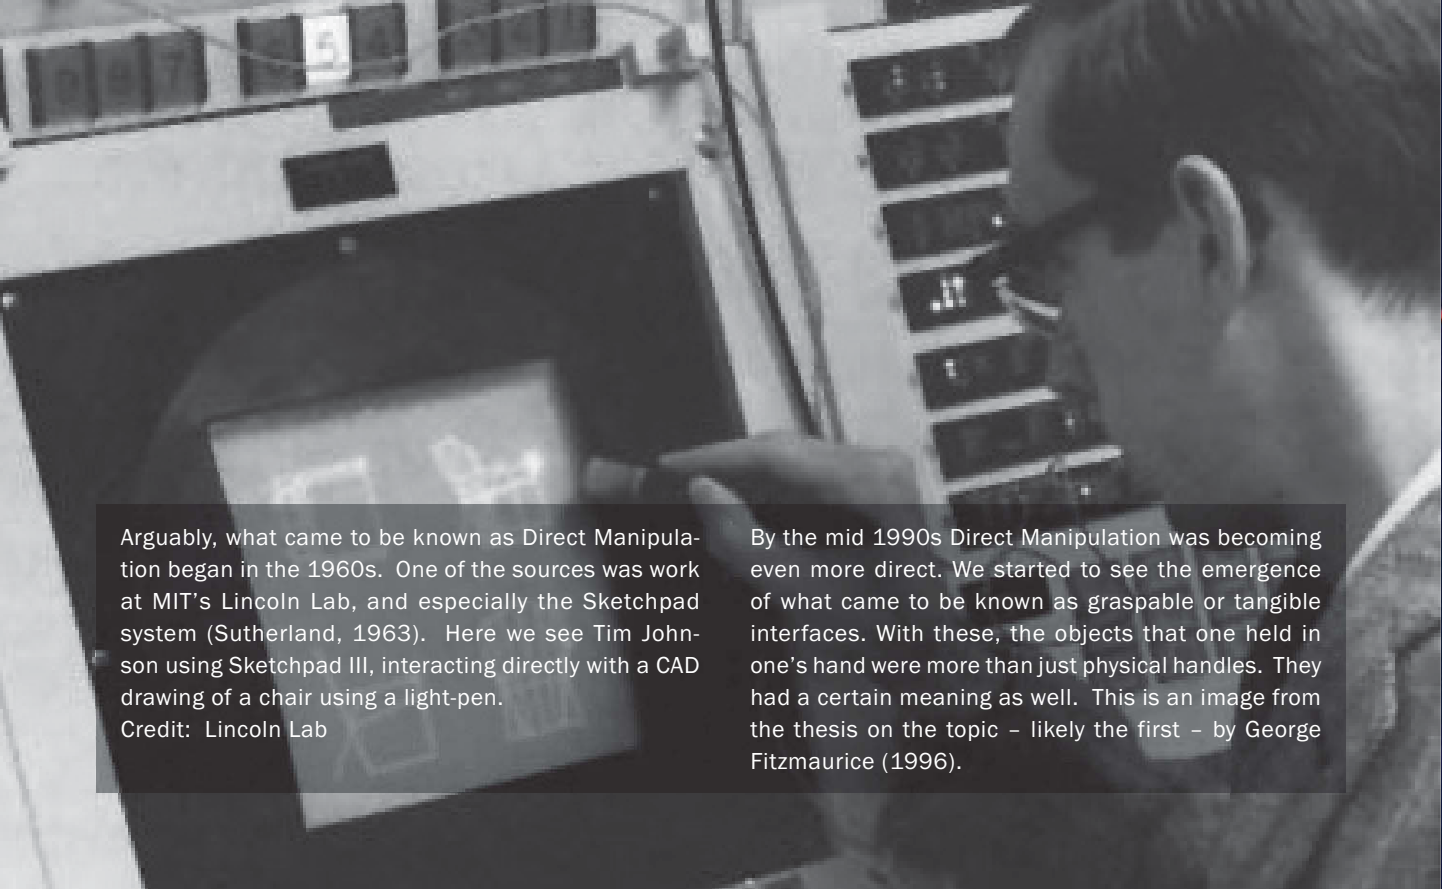 5
Arguably, what came to be known as Direct Manipula-
tion began in the 1960s.  One of the sources was work
at MIT's Lincoln Lab, and especially the Sketchpad
system (Sutherland, 1963).  Here we see Tim John-
son using Sketchpad III, interacting directly with a CAD
drawing of a chair using a light-pen.
Credit:  Lincoln Lab
By the mid 1990s Direct Manipulation was becoming
even more direct. We started to see the emergence
of what came to be known as graspable or tangible
interfaces. With these, the objects that one held in
one's hand were more than just physical handles.  They
had a certain meaning as well.  This is an image from
the thesis on the topic – likely the first – by George
Fitzmaurice (1996).